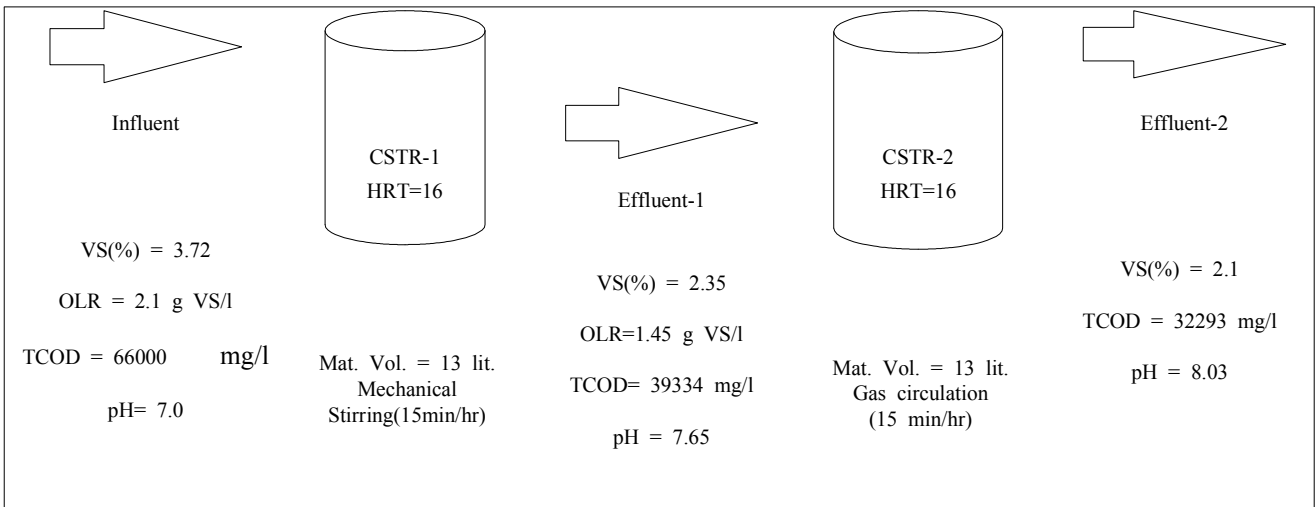 Influent
VS(%) = 3.72
OLR = 2.1 g VS/l
TCOD = 66000 mg/l
pH= 7.0
CSTR-1
HRT=16
Mat. Vol. = 13 lit.
Mechanical
Stirring(15min/hr)
Effluent-1
VS(%) = 2.35
OLR=1.45 g VS/l
TCOD= 39334 mg/l
pH = 7.65
CSTR-2
HRT=16
Mat. Vol. = 13 lit.
Gas circulation
(15 min/hr)
Effluent-2
VS(%) = 2.1
TCOD = 32293 mg/l
pH = 8.03